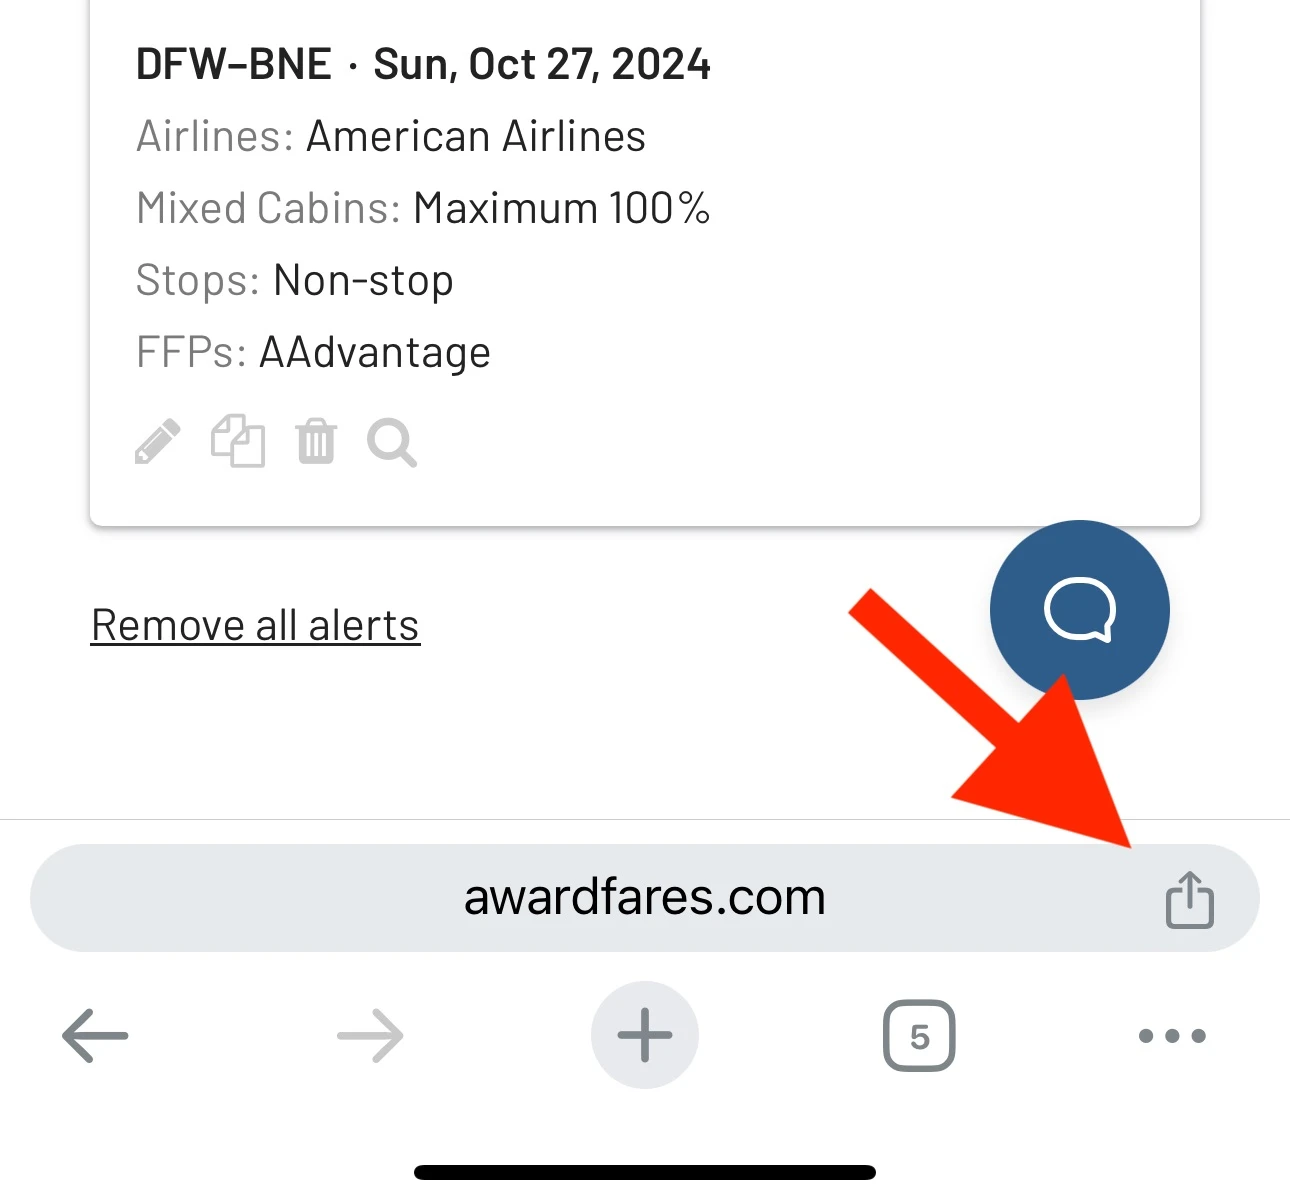 DFW–BNE · Sun, Oct 27, 2024
Airlines: American Airlines
Mixed Cabins: Maximum 100%
Stops: Non-stop
FFPs: AAdvantage
Remove all alerts
awardfares.com
5